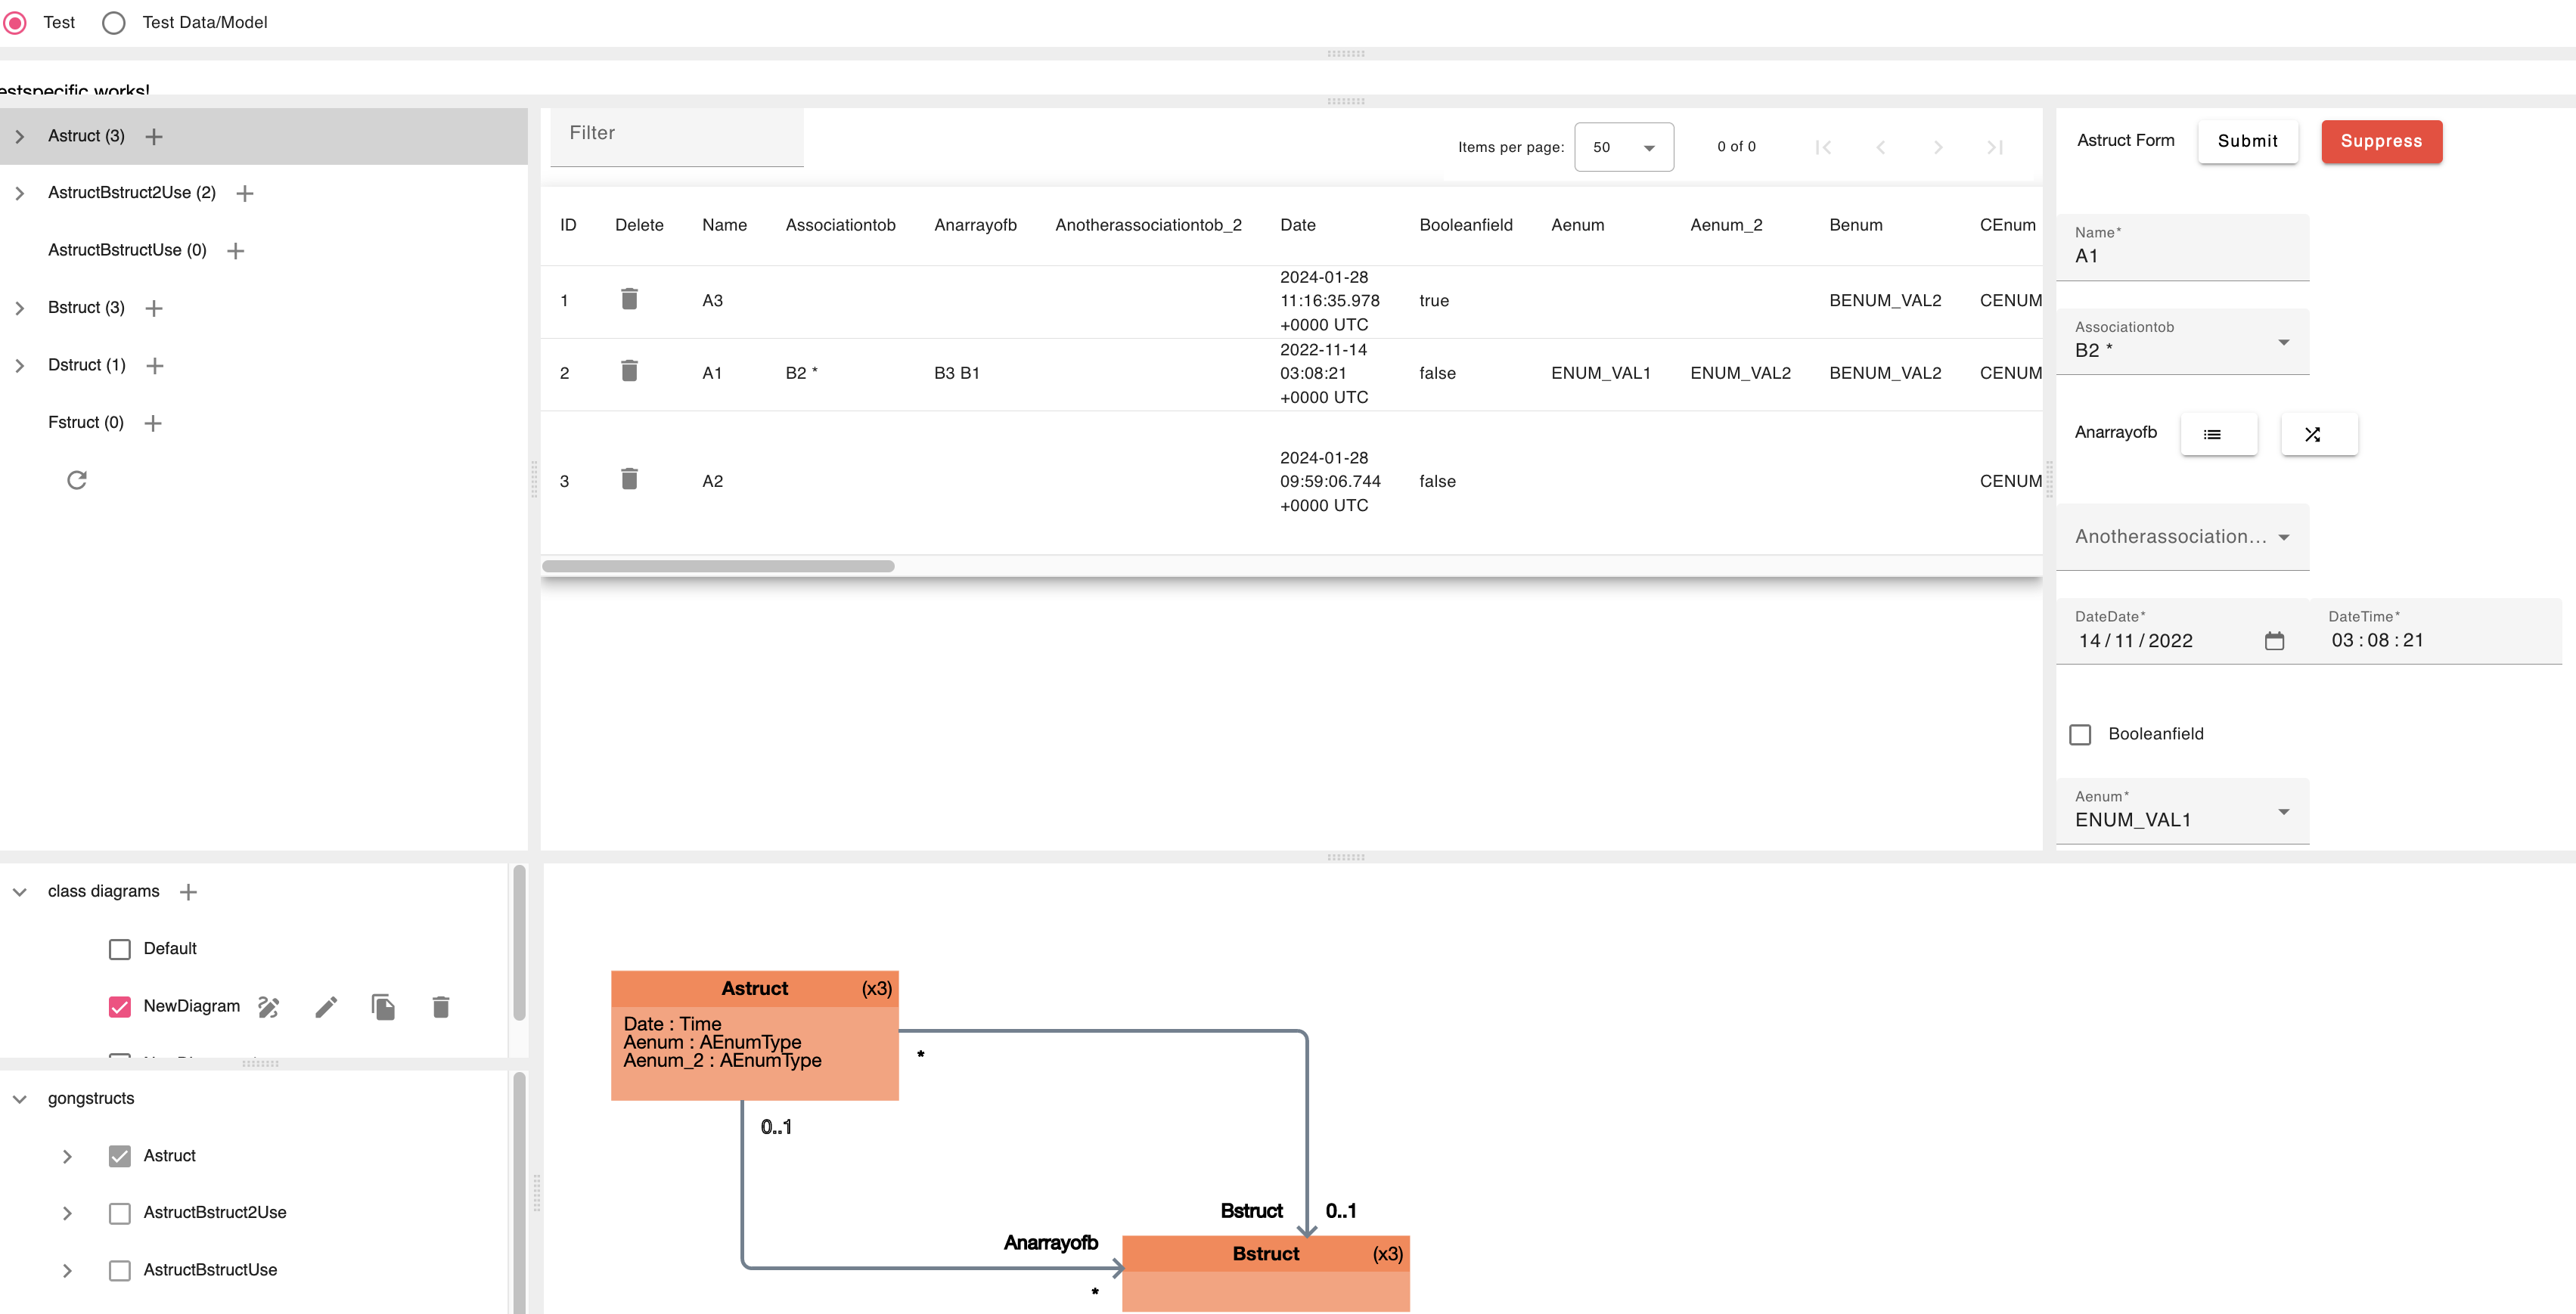 Test
Test Data/Model
estspecific works!
Astruct (3)
AstructBstruct2Use (2)
AstructBstructUse (0)
Bstruct (3)
Dstruct (1)
Fstruct (0)
Filter
Items per page: 50 0 of 0
ID Delete Name Associationtob Anarrayofb Anotherassociationtob_2 Date Booleanfield Aenum Aenum_2 Benum CEnum
2024-01-28
1 A3 11:16:35.978 true BENUM_VAL2 CENUM
+0000 UTC
2022-11-14
2 A1 B2 * B3 B1 03:08:21 false ENUM_VAL1 ENUM_VAL2 BENUM_VAL2 CENUM
+0000 UTC
2024-01-28
3 A2 09:59:06.744 false CENUM
+0000 UTC
Astruct Form Submit Suppress
Name*
A1
Associationtob
B2 *
Anarrayofb
Anotherassociation...
DateDate* DateTime*
14/11/2022 03:08:21
Booleanfield
Aenum*
ENUM_VAL1
class diagrams
Default
NewDiagram
gongstructs
Astruct
AstructBstruct2Use
AstructBstructUse
Astruct (x3)
Date : Time
Aenum : AEnumType
Aenum_2 : AEnumType
*
0..1
Bstruct 0..1
Anarrayofb
*
Bstruct (x3)